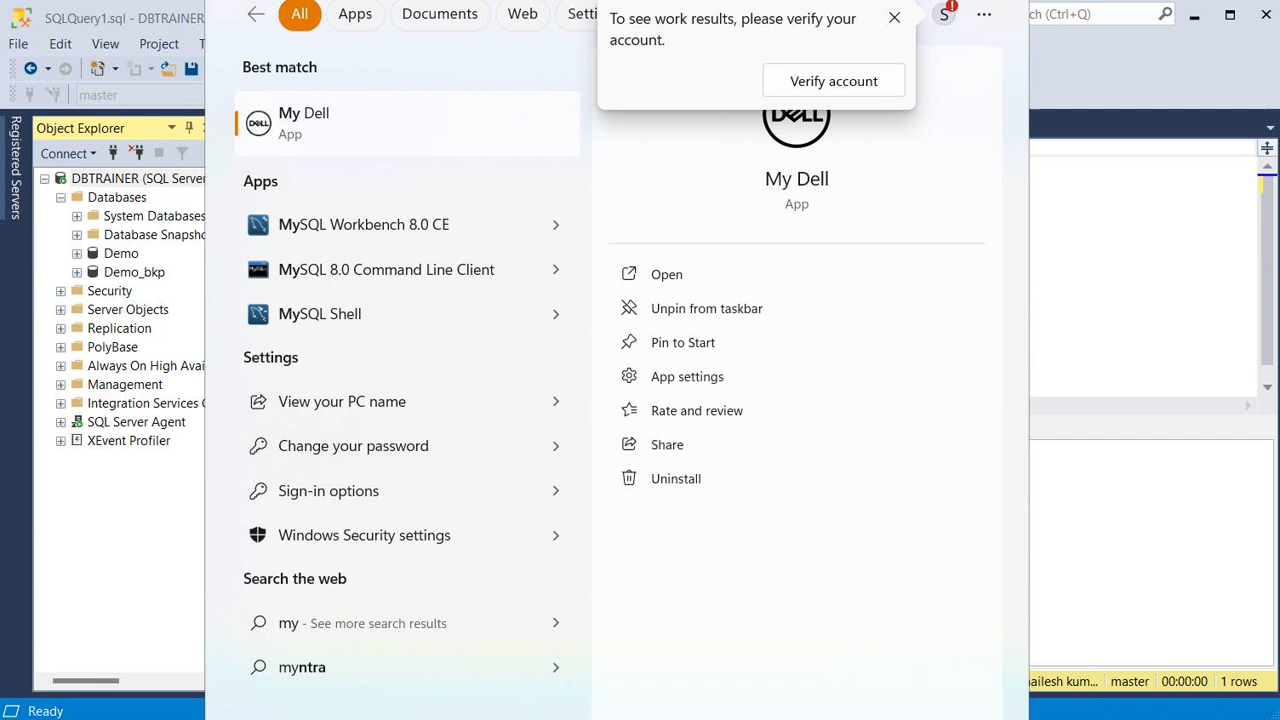 SQLQuery1.sql - DBTRAINER
File Edit View Project
master
Registered Servers
Object Explorer
Connect
DBTRAINER (SQL Server
Databases
System Databases
Database Snapsho
Demo
Demo_bkp
Security
Server Objects
Replication
PolyBase
Always On High Avai
Management
Integration Services C
SQL Server Agent
XEvent Profiler
Ready
All Apps Documents Web Setti
Best match
My Dell
App
Apps
MySQL Workbench 8.0 CE
MySQL 8.0 Command Line Client
MySQL Shell
Settings
View your PC name
Change your password
Sign-in options
Windows Security settings
Search the web
my - See more search results
myntra
To see work results, please verify your
account.
Verify account
S
DELL
My Dell
App
Open
Unpin from taskbar
Pin to Start
App settings
Rate and review
Share
Uninstall
ch (Ctrl+Q)
hailesh kum... master 00:00:00 1 rows